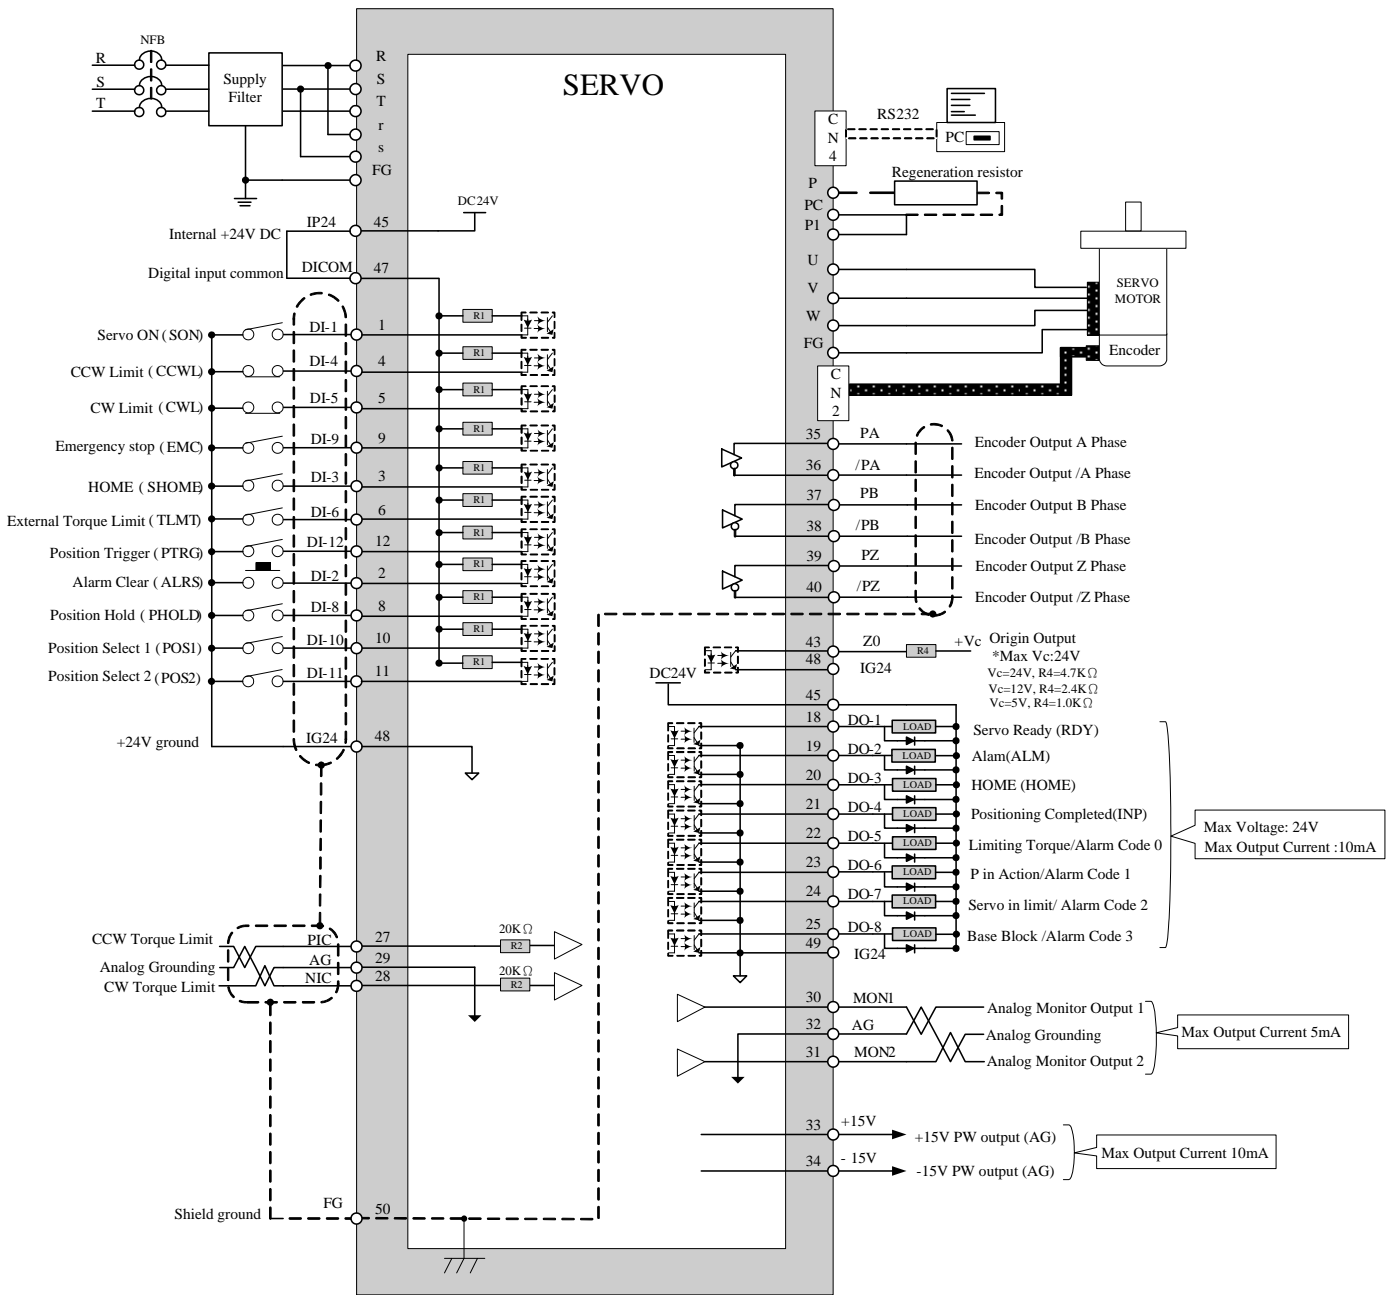 SERVO
NFB
R
S
T
Supply
Filter
R
S
T
r
s
FG
DC24V
Internal +24V DC
IP24
45
Digital input common
DICOM
47
Servo ON (SON)
DI-1
1
R1
CCW Limit (CCWL)
DI-4
4
R1
CW Limit (CWL)
DI-5
5
R1
Emergency stop (EMC)
DI-9
9
R1
HOME (SHOME)
DI-3
3
R1
External Torque Limit (TLMT)
DI-6
6
R1
Position Trigger (PTRG)
DI-12
12
R1
Alarm Clear (ALRS)
DI-2
2
R1
Position Hold (PHOLD)
DI-8
8
R1
Position Select 1 (POS1)
DI-10
10
R1
Position Select 2 (POS2)
DI-11
11
R1
+24V ground
IG24
48
CCW Torque Limit
PIC
27
20KΩ
R2
Analog Grounding
AG
29
CW Torque Limit
NIC
28
20KΩ
R2
Shield ground
FG
50
C
N
4
RS232
PC
P
Regeneration resistor
PC
P1
U
V
W
FG
SERVO
MOTOR
Encoder
C
N
2
35
PA
Encoder Output A Phase
36
/PA
Encoder Output /A Phase
37
PB
Encoder Output B Phase
38
/PB
Encoder Output /B Phase
39
PZ
Encoder Output Z Phase
40
/PZ
Encoder Output /Z Phase
43
Z0
R4
+Vc
Origin Output
*Max Vc:24V
Vc=24V, R4=4.7KΩ
Vc=12V, R4=2.4KΩ
Vc=5V, R4=1.0KΩ
48
IG24
DC24V
45
18
DO-1
LOAD
Servo Ready (RDY)
19
DO-2
LOAD
Alam(ALM)
20
DO-3
LOAD
HOME (HOME)
21
DO-4
LOAD
Positioning Completed(INP)
22
DO-5
LOAD
Limiting Torque/Alarm Code 0
23
DO-6
LOAD
P in Action/Alarm Code 1
24
DO-7
LOAD
Servo in limit/ Alarm Code 2
25
DO-8
LOAD
Base Block /Alarm Code 3
49
IG24
Max Voltage: 24V
Max Output Current :10mA
30
MON1
Analog Monitor Output 1
32
AG
Analog Grounding
31
MON2
Analog Monitor Output 2
Max Output Current 5mA
33
+15V
+15V PW output (AG)
34
- 15V
-15V PW output (AG)
Max Output Current 10mA